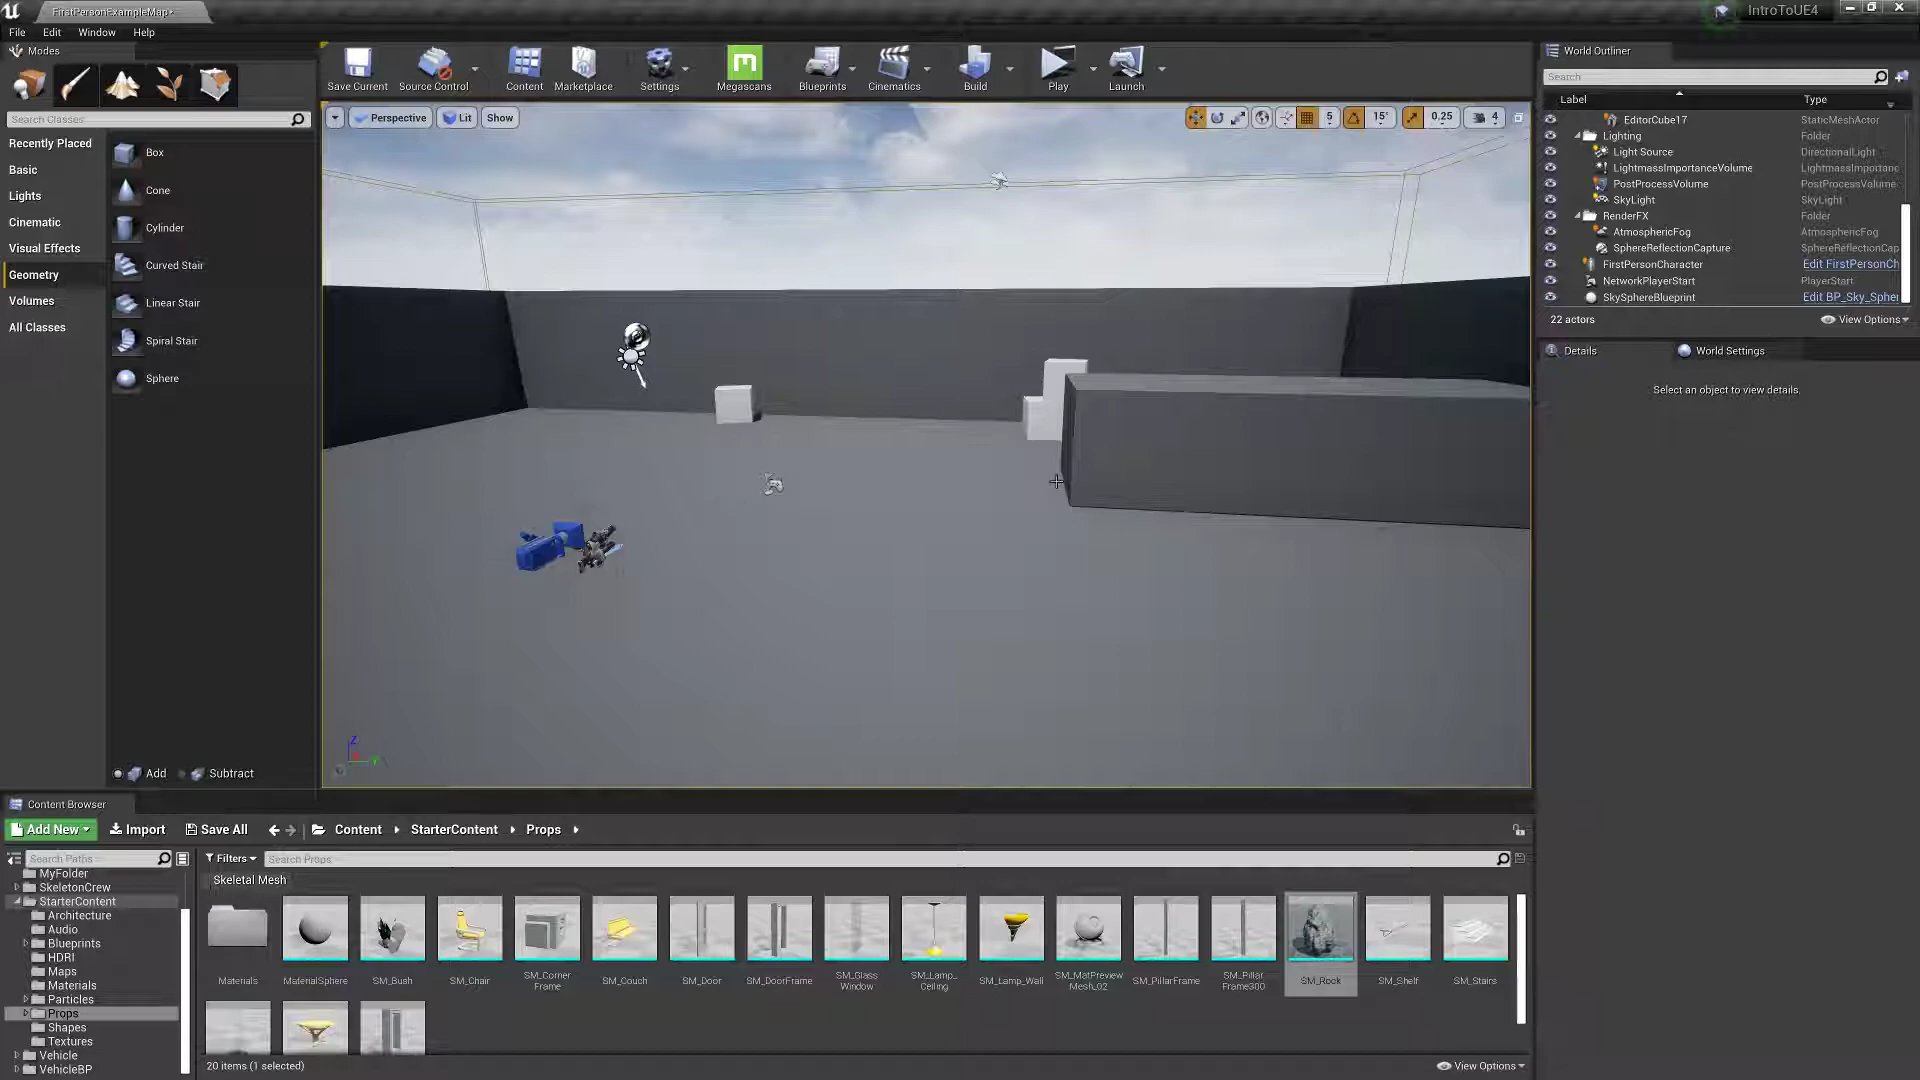 FirstPersonExampleMap*
IntroToUE4
File Edit Window Help
Modes
Search Classes
Recently Placed
Basic
Lights
Cinematic
Visual Effects
Geometry
Volumes
All Classes
Box
Cone
Cylinder
Curved Stair
Linear Stair
Spiral Stair
Sphere
Add Subtract
Save Current
Source Control
Content
Marketplace
Settings
Megascans
Blueprints
Cinematics
Build
Play
Launch
Perspective Lit Show
5 15° 0.25 4
Z
Y
World Outliner
Search
Label Type
EditorCube17 StaticMeshActor
Lighting Folder
Light Source DirectionalLight
LightmassImportanceVolume LightmassImportanc
PostProcessVolume PostProcessVolume
SkyLight SkyLight
RenderFX Folder
AtmosphericFog AtmosphericFog
SphereReflectionCapture SphereReflectionCap
FirstPersonCharacter Edit FirstPersonCh
NetworkPlayerStart PlayerStart
SkySphereBlueprint Edit BP_Sky_Spher
22 actors View Options
Details World Settings
Select an object to view details.
Content Browser
Add New Import Save All Content StarterContent Props
Search Paths
MyFolder
SkeletonCrew
StarterContent
Architecture
Audio
Blueprints
HDRI
Maps
Materials
Particles
Props
Shapes
Textures
Vehicle
VehicleBP
Filters Search Props
Skeletal Mesh
Materials
MaterialSphere
SM_Bush
SM_Chair
SM_Corner
Frame
SM_Couch
SM_Door
SM_DoorFrame
SM_Glass
Window
SM_Lamp_
Ceiling
SM_Lamp_Wall
SM_MatPreview
Mesh_02
SM_PillarFrame
SM_Pillar
Frame300
SM_Rock
SM_Shelf
SM_Stairs
20 items (1 selected) View Options